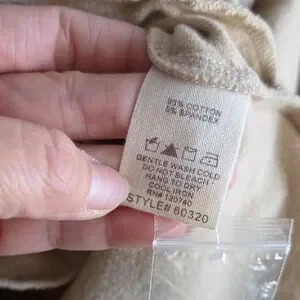 95% COTTON
5% SPANDEX
GENTLE WASH COLD
DO NOT BLEACH
HANG TO DRY
COOL IRON
RN# 120740
STYLE# 60320